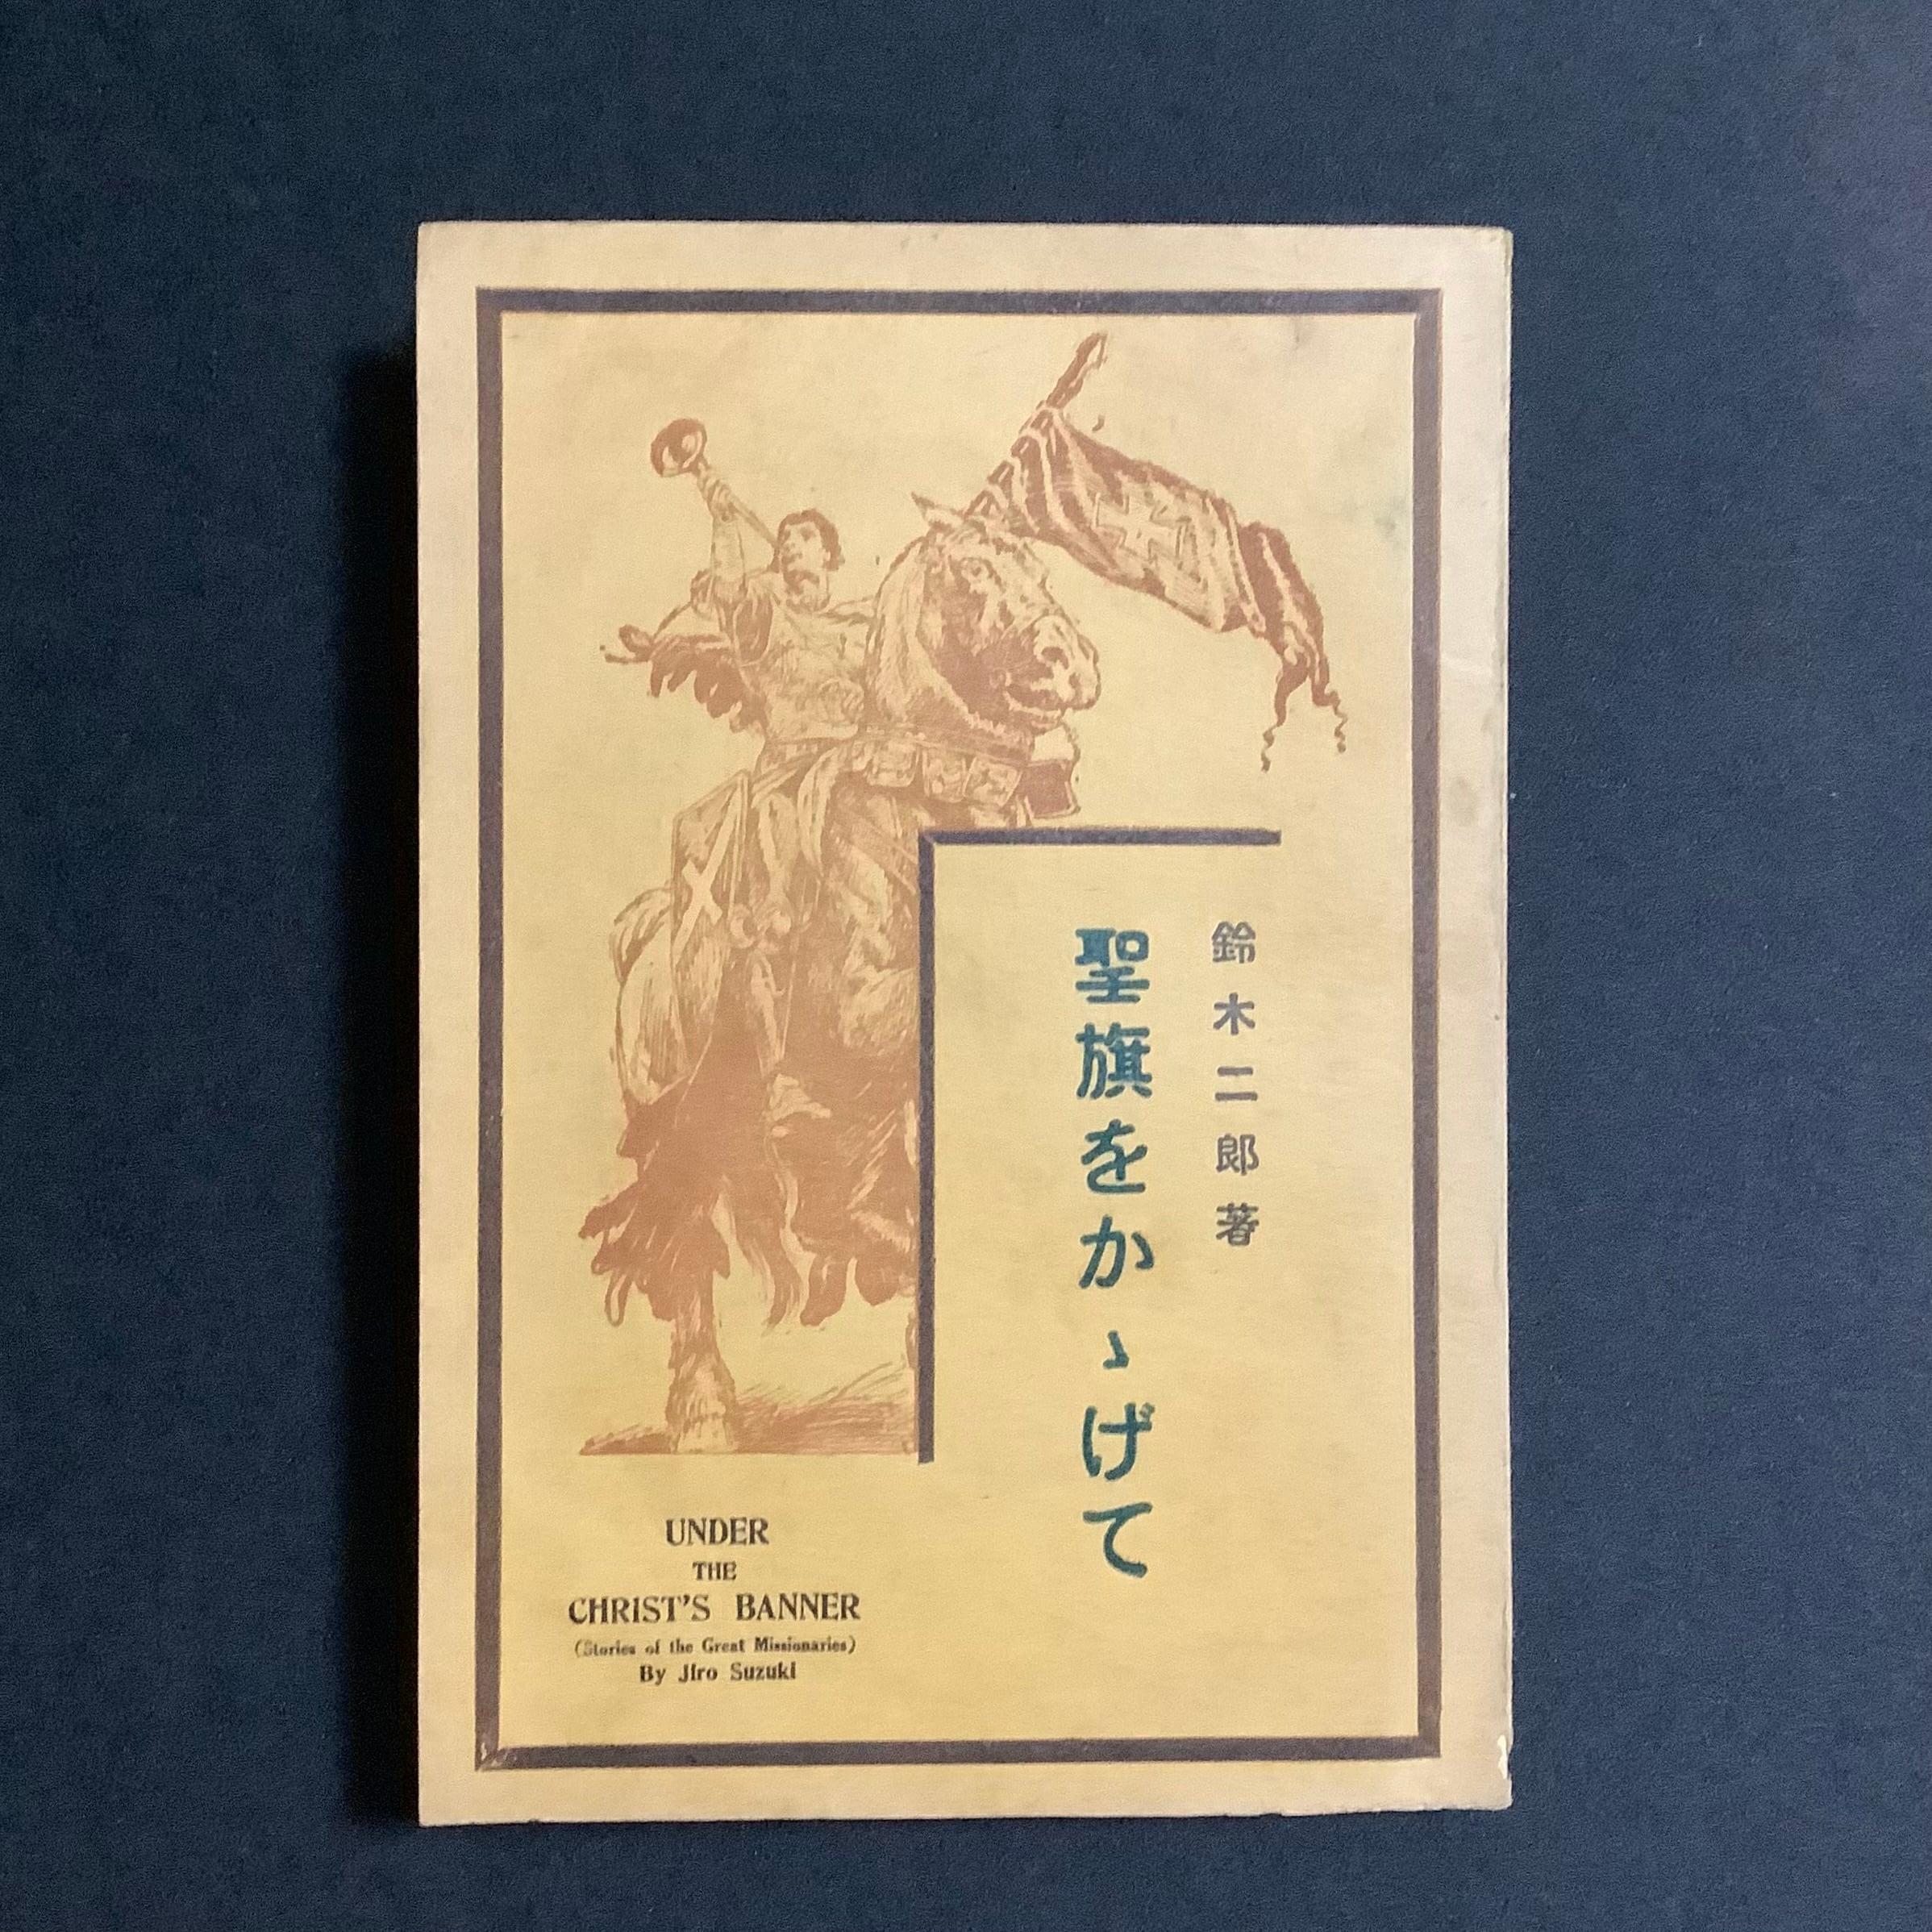 鈴木二郎著
聖旗をかゝげて
UNDER
THE
CHRIST'S BANNER
(Stories of the Great Missionaries)
By Jiro Suzuki